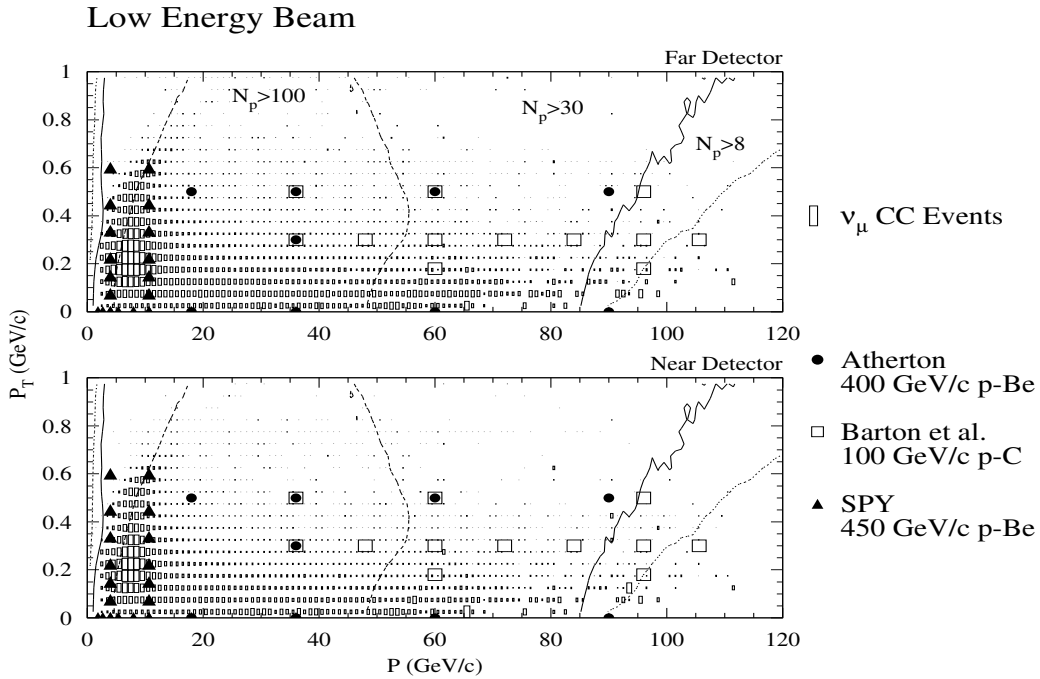 Low Energy Beam
Far Detector
1
0.8
0.6
0.4
0.2
0
N_p>100
N_p>30
N_p>8
0 20 40 60 80 100 120
Near Detector
1
0.8
0.6
0.4
0.2
0
0 20 40 60 80 100 120
P (GeV/c)
P_T (GeV/c)
ν_μ CC Events
Atherton
400 GeV/c p-Be
Barton et al.
100 GeV/c p-C
SPY
450 GeV/c p-Be